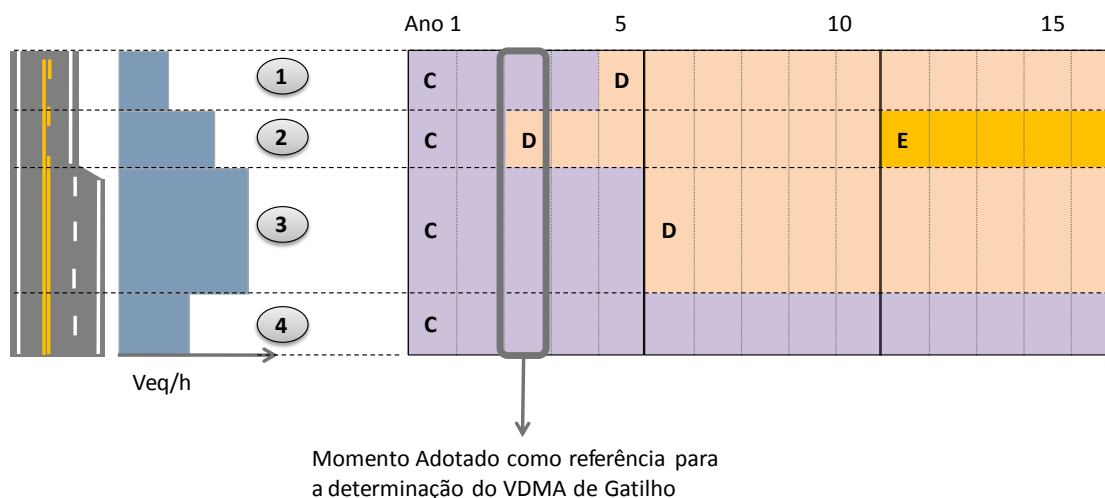 Ano 1 5 10 15
1 C D
2 C D E
3 C D
4 C
Veq/h
Momento Adotado como referência para
a determinação do VDMA de Gatilho